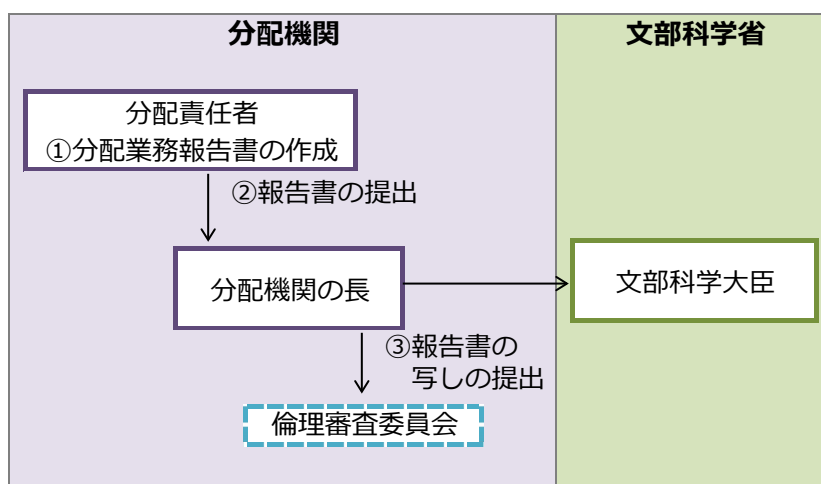 分配機関
文部科学省
分配責任者
①分配業務報告書の作成
②報告書の提出
分配機関の長
文部科学大臣
③報告書の
写しの提出
倫理審査委員会